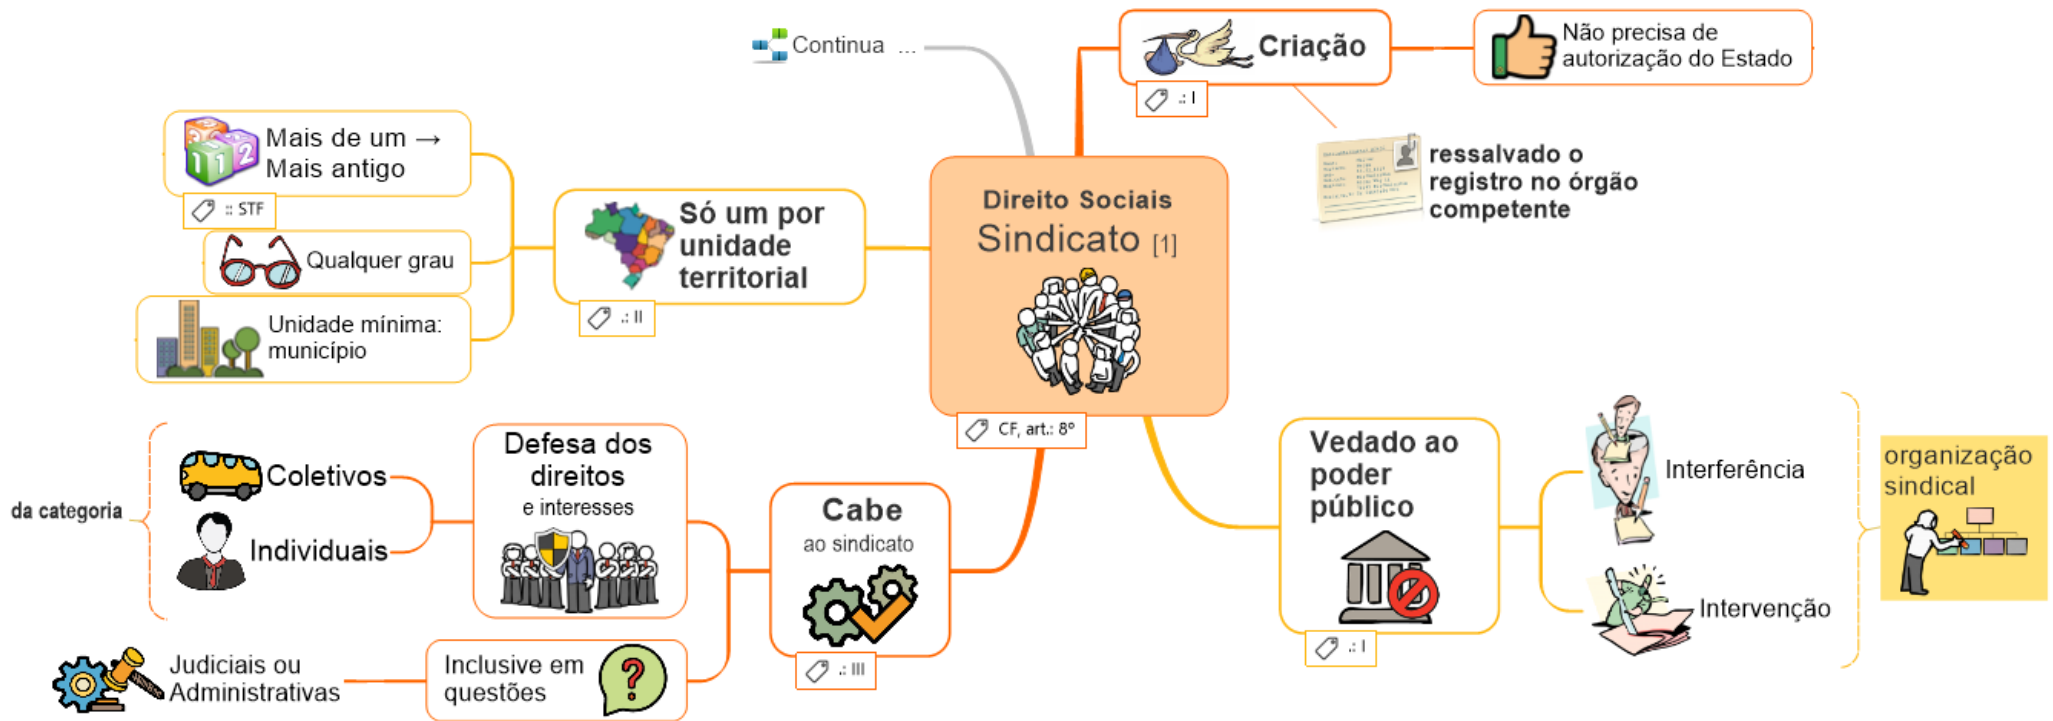 Direito Sociais
Sindicato [1]
CF, art.: 8º
Criação
.: I
Não precisa de
autorização do Estado
ressalvado o
registro no órgão
competente
Vedado ao
poder
público
.: I
Interferência
Intervenção
organização
sindical
Cabe
ao sindicato
.: III
Defesa dos
direitos
e interesses
Coletivos
Individuais
da categoria
Inclusive em
questões
?
Judiciais ou
Administrativas
Só um por
unidade
territorial
.: II
Mais de um →
Mais antigo
:: STF
1 1 2
Qualquer grau
Unidade mínima:
município
Continua ...